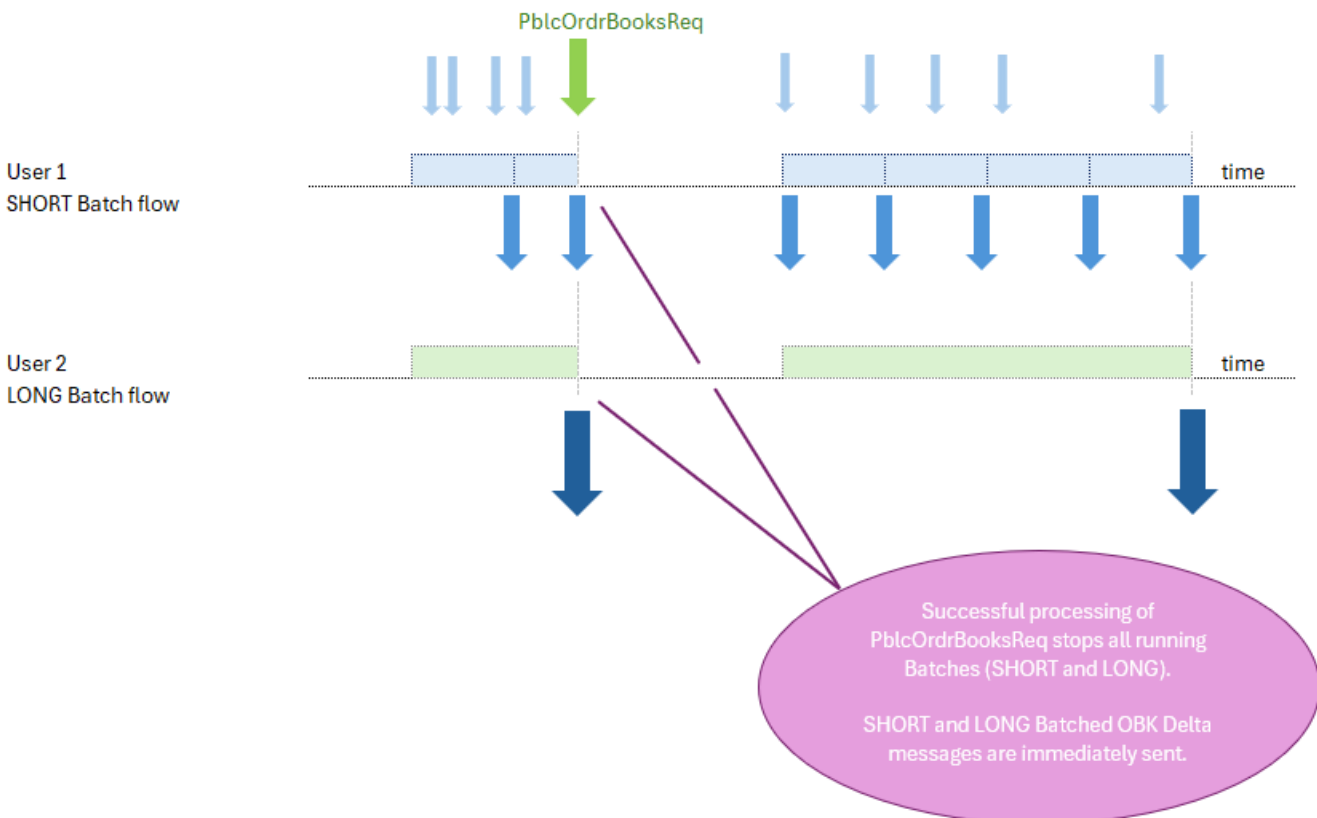 PblcOrdrBooksReq
User 1
SHORT Batch flow
time
User 2
LONG Batch flow
time
Successful processing of
PblcOrdrBooksReq stops all running
Batches (SHORT and LONG).
SHORT and LONG Batched OBK Delta
messages are immediately sent.